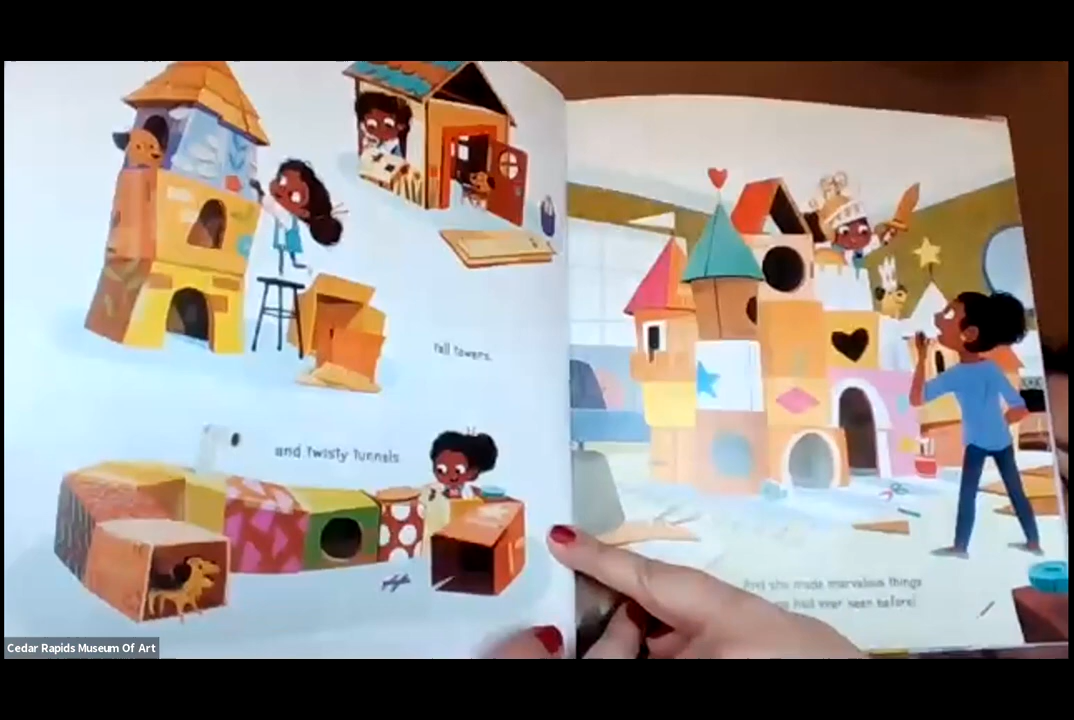 tall towers,
and twisty tunnels.
And she made marvelous things
had ever seen before!
Cedar Rapids Museum Of Art